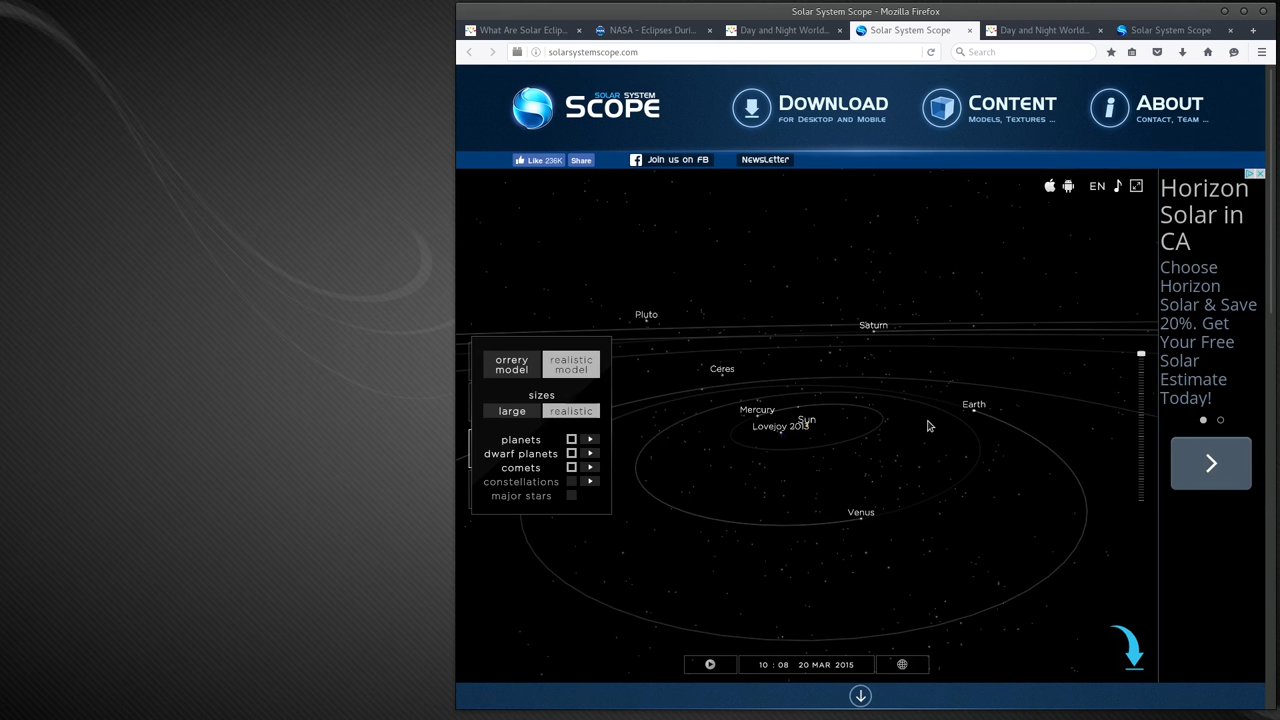 Solar System Scope - Mozilla Firefox
What Are Solar Eclip...
NASA - Eclipses Duri...
Day and Night World...
Solar System Scope
Day and Night World...
Solar System Scope
solarsystemscope.com
Search
SOLAR SYSTEM
SCOPE
DOWNLOAD
FOR DESKTOP AND MOBILE
CONTENT
MODELS, TEXTURES ...
ABOUT
CONTACT, TEAM ...
Like 236K
Share
Join us on FB
Newsletter
EN
Horizon
Solar in
CA
Choose
Horizon
Solar & Save
20%. Get
Your Free
Solar
Estimate
Today!
Pluto
Saturn
Ceres
Mercury
Sun
Lovejoy 2013
Earth
Venus
orrery
model
realistic
model
sizes
large
realistic
planets
dwarf planets
comets
constellations
major stars
10 : 08 20 MAR 2015